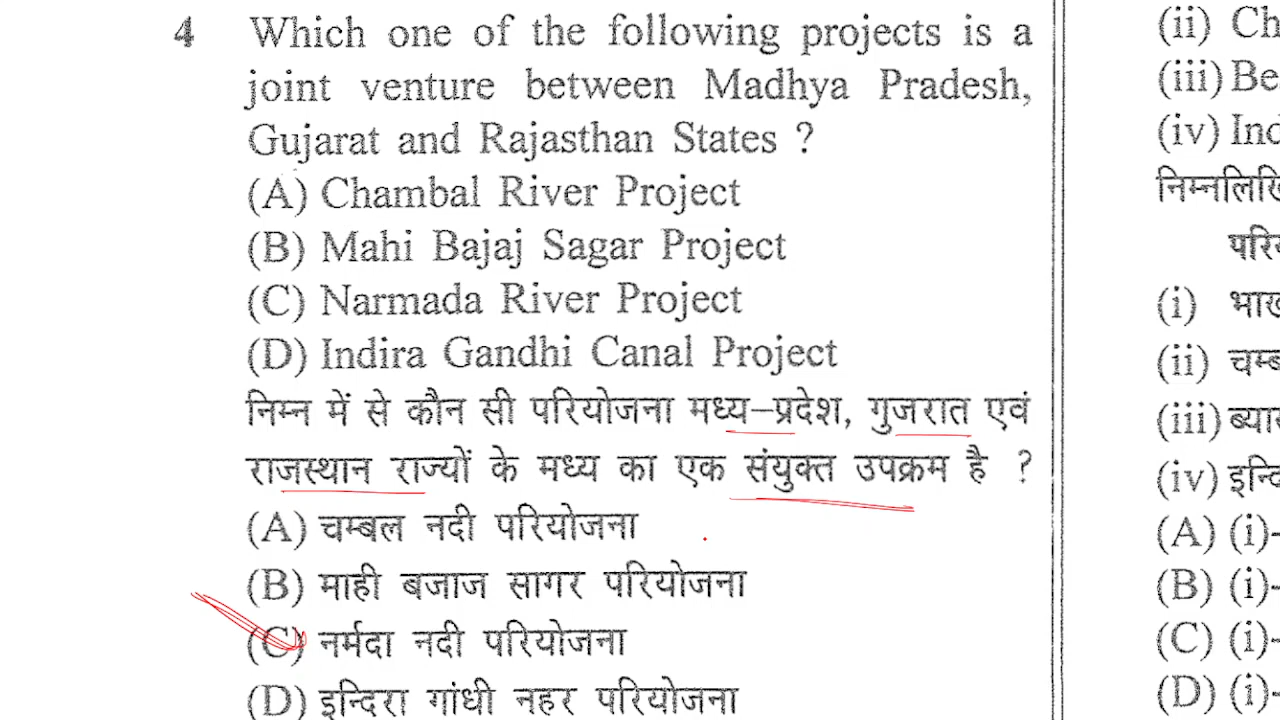 4 Which one of the following projects is a
joint venture between Madhya Pradesh,
Gujarat and Rajasthan States ?
(A) Chambal River Project
(B) Mahi Bajaj Sagar Project
(C) Narmada River Project
(D) Indira Gandhi Canal Project
निम्न में से कौन सी परियोजना मध्य–प्रदेश, गुजरात एवं
राजस्थान राज्यों के मध्य का एक संयुक्त उपक्रम है ?
(A) चम्बल नदी परियोजना
(B) माही बजाज सागर परियोजना
(C) नर्मदा नदी परियोजना
(D) इन्दिरा गांधी नहर परियोजना
(ii) Ch
(iii) Be
(iv) Ind
निम्नलिखि
परिय
(i) भाख
(ii) चम्ब
(iii) ब्यास
(iv) इन्दि
(A) (i)-
(B) (i)-
(C) (i)-
(D) (i)-